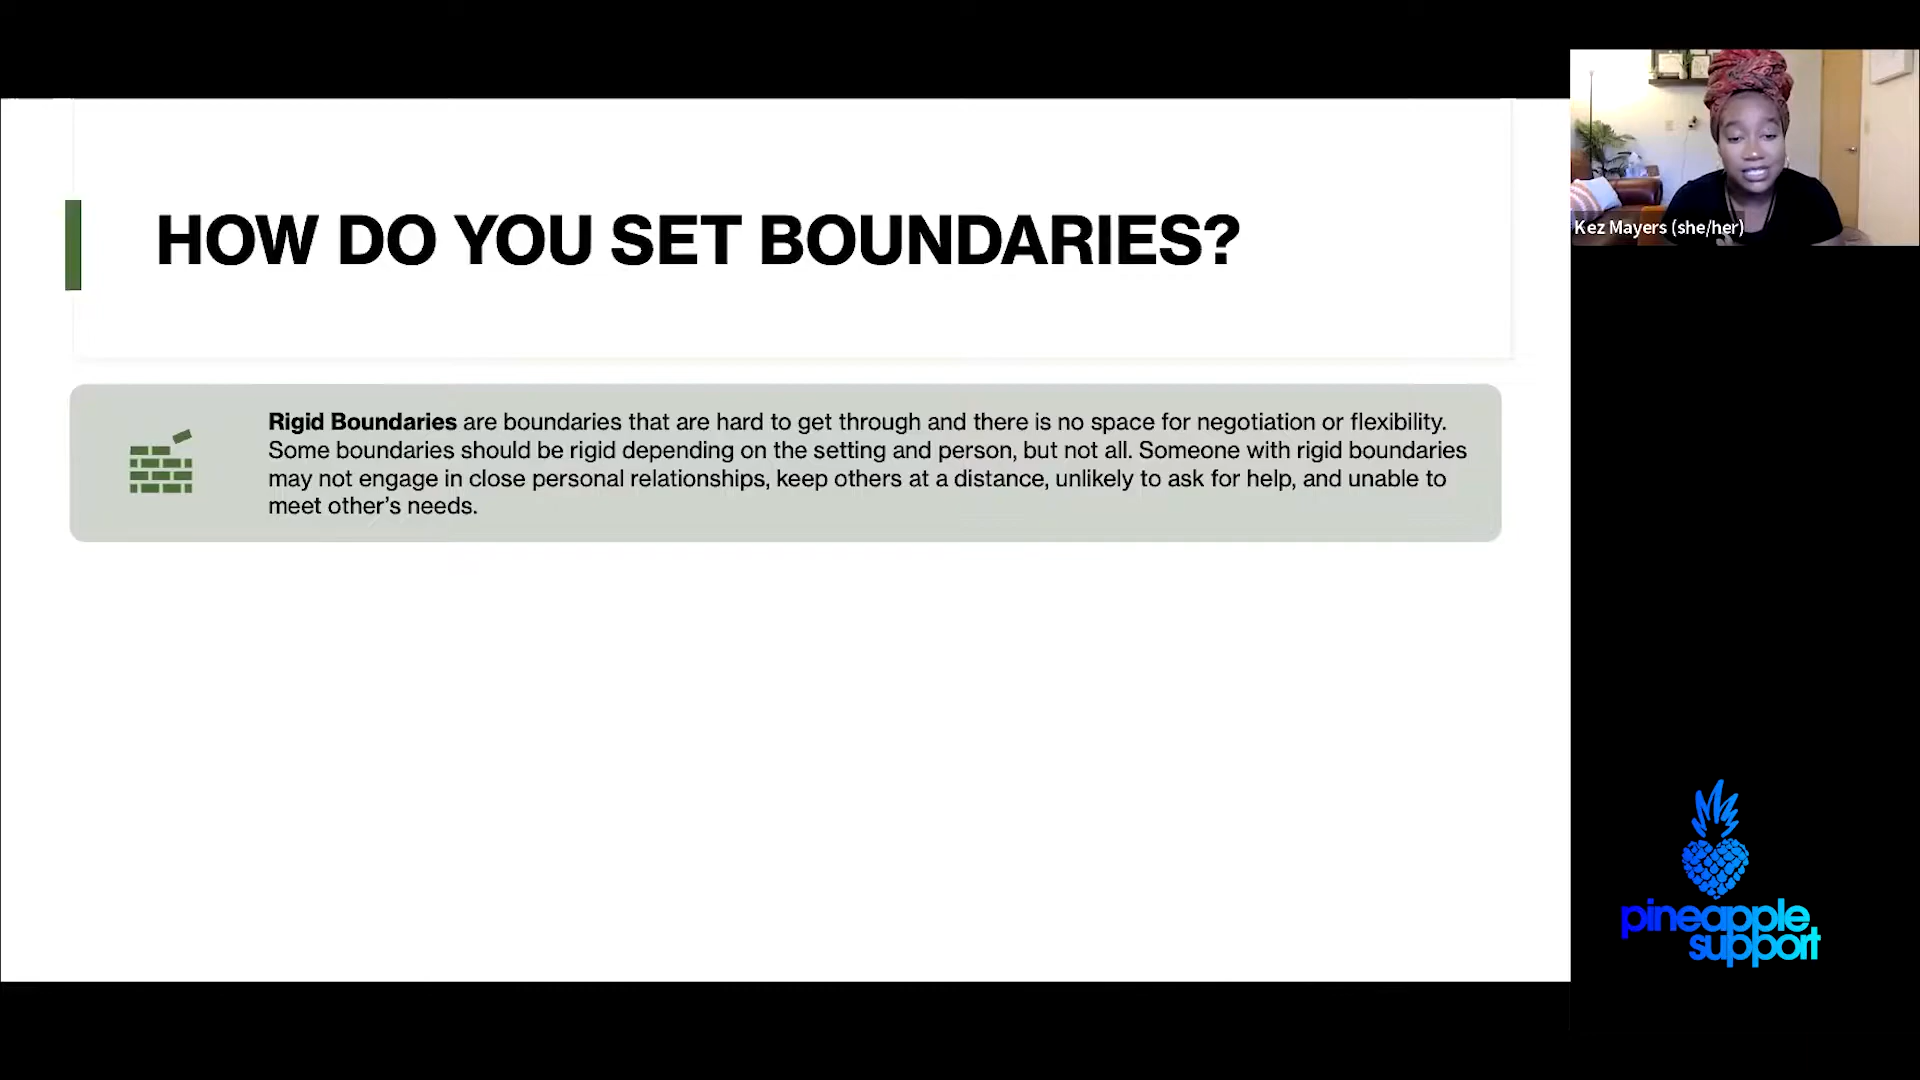 HOW DO YOU SET BOUNDARIES?
Rigid Boundaries are boundaries that are hard to get through and there is no space for negotiation or flexibility.
Some boundaries should be rigid depending on the setting and person, but not all. Someone with rigid boundaries
may not engage in close personal relationships, keep others at a distance, unlikely to ask for help, and unable to
meet other’s needs.
Kez Mayers (she/her)
pineapple
support